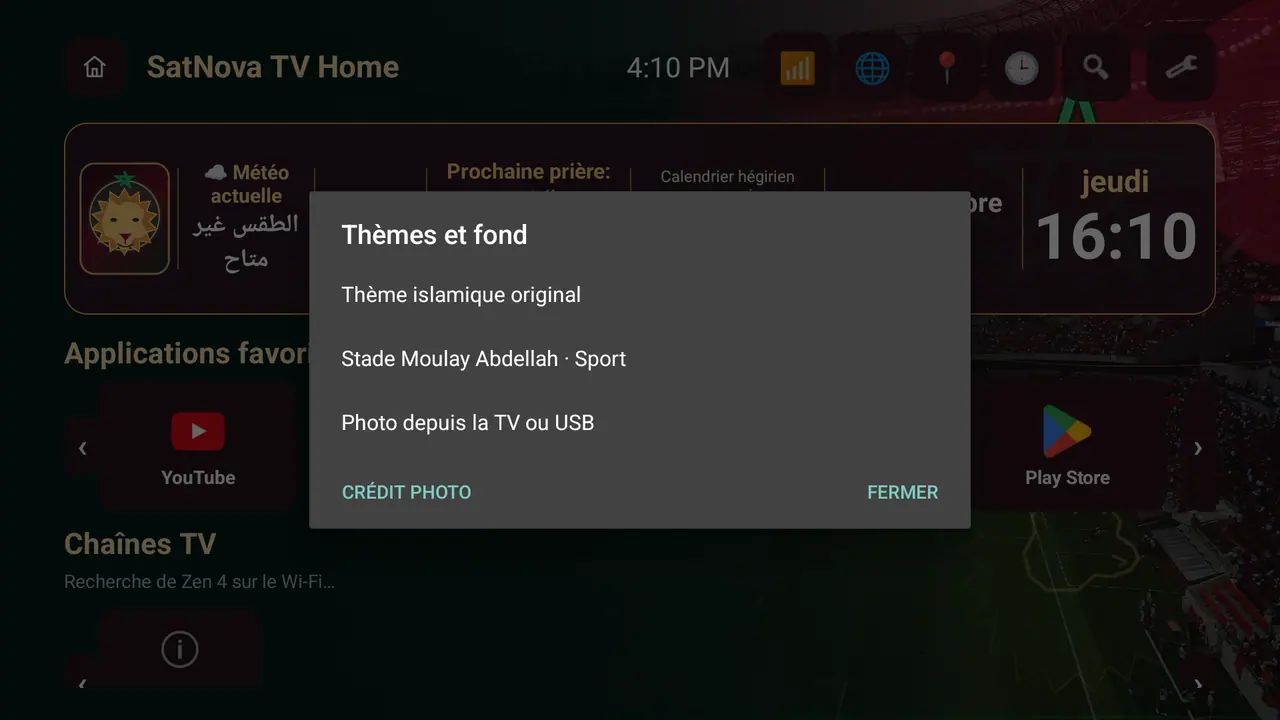 SatNova TV Home
4:10 PM
Météo
actuelle
الطقس غير
متاح
Prochaine prière:
Calendrier hégirien
jeudi
16:10
Thèmes et fond
Thème islamique original
Stade Moulay Abdellah · Sport
Photo depuis la TV ou USB
CRÉDIT PHOTO
FERMER
Applications
YouTube
Play Store
Chaînes TV
Recherche de Zen 4 sur le Wi-Fi…